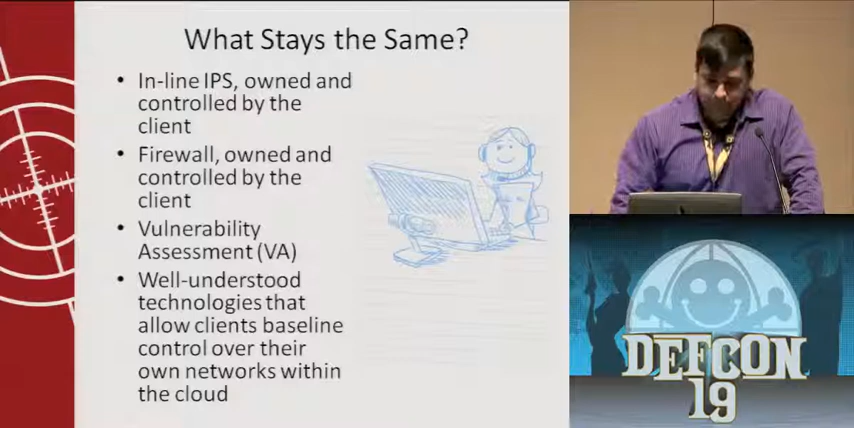 What Stays the Same?
• In-line IPS, owned and
controlled by the
client
• Firewall, owned and
controlled by the
client
• Vulnerability
Assessment (VA)
• Well-understood
technologies that
allow clients baseline
control over their
own networks within
the cloud
DEFCON
19